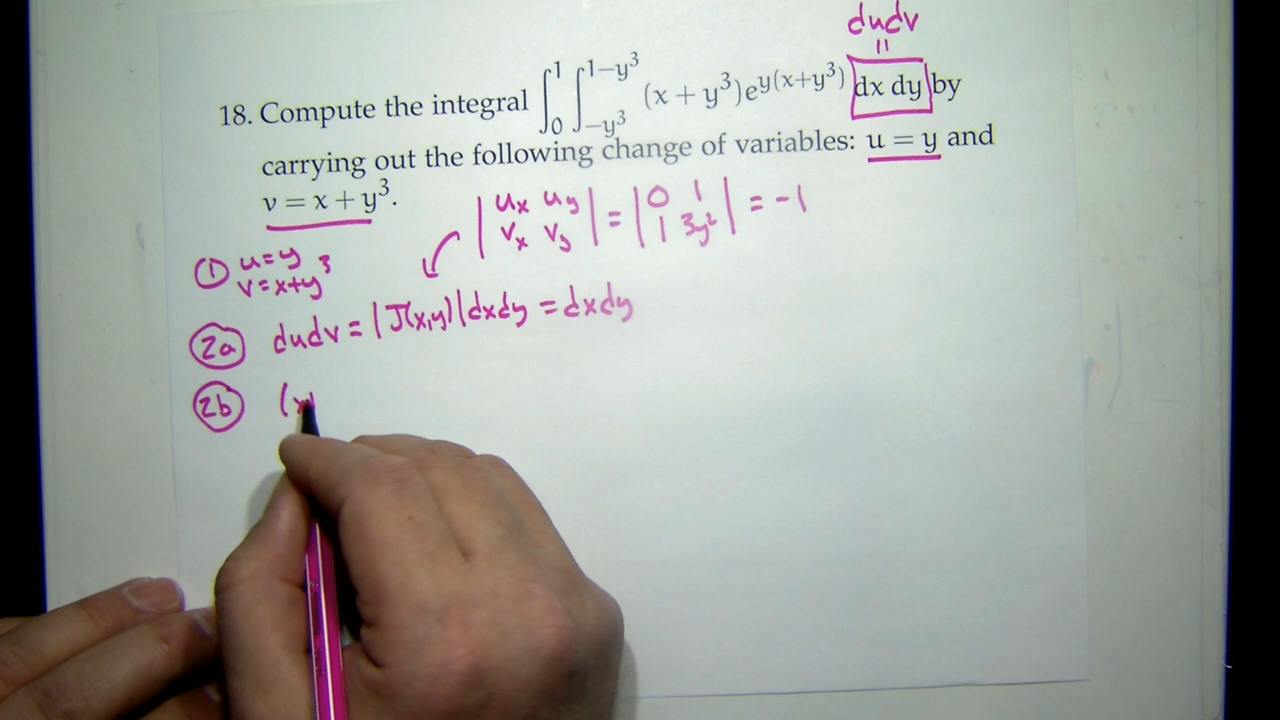 dudv
=
18. Compute the integral ∫₀¹ ∫_{-y³}^{1−y³} (x + y³)e^{y(x+y³)} dx dy by
carrying out the following change of variables: u = y and
v = x + y³.
|uₓ u_y; vₓ v_y| = |0 1; 1 3y²| = -1
① u=y
v=x+y³
2a dudv = |J(x,y)|dxdy = dxdy
2b (x